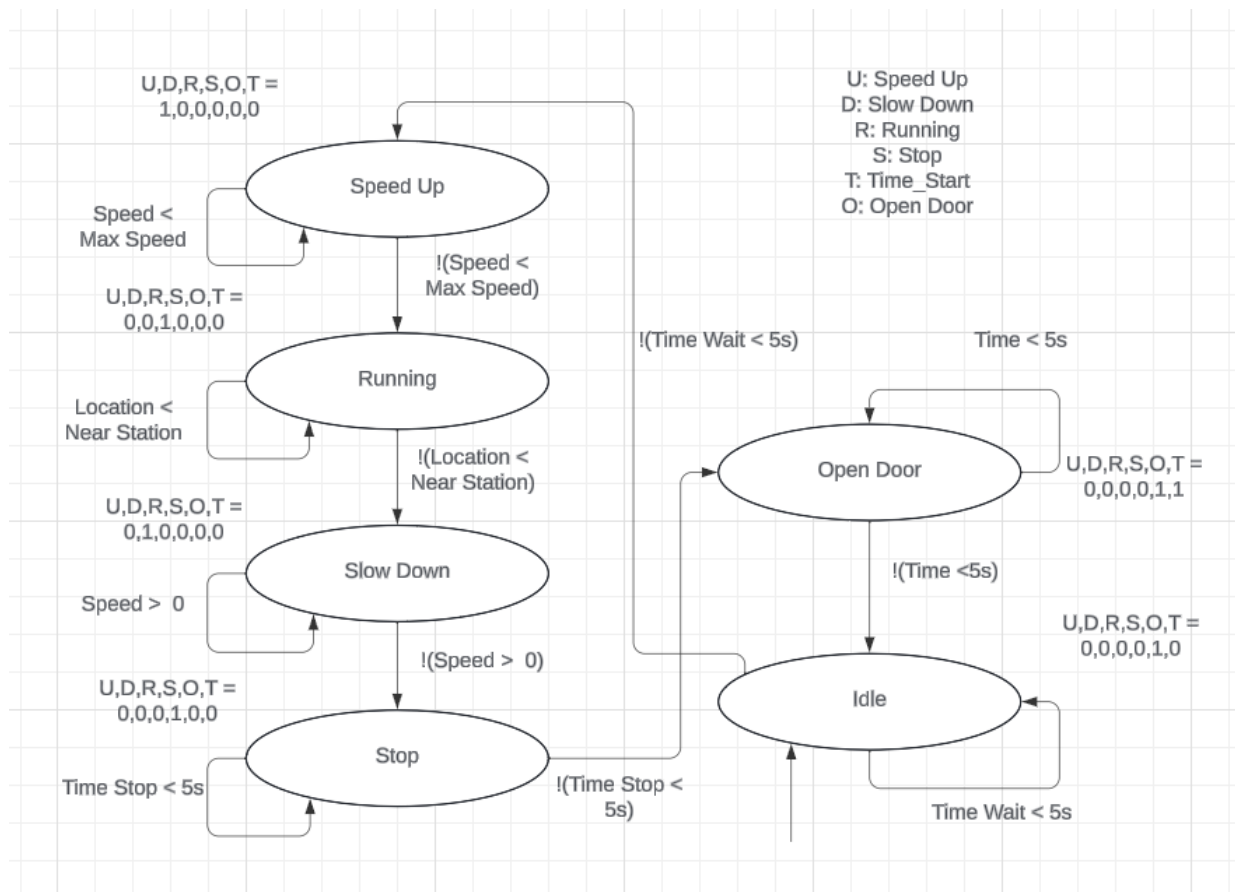 U,D,R,S,O,T =
1,0,0,0,0,0
U: Speed Up
D: Slow Down
R: Running
S: Stop
T: Time_Start
O: Open Door
Speed Up
Speed <
Max Speed
!(Speed <
Max Speed)
U,D,R,S,O,T =
0,0,1,0,0,0
!(Time Wait < 5s)
Time < 5s
Running
Location <
Near Station
!(Location <
Near Station)
Open Door
U,D,R,S,O,T =
0,0,0,0,1,1
U,D,R,S,O,T =
0,1,0,0,0,0
Slow Down
!(Time <5s)
Speed > 0
!(Speed > 0)
U,D,R,S,O,T =
0,0,0,0,1,0
U,D,R,S,O,T =
0,0,0,1,0,0
Idle
Stop
Time Stop < 5s
!(Time Stop <
5s)
Time Wait < 5s